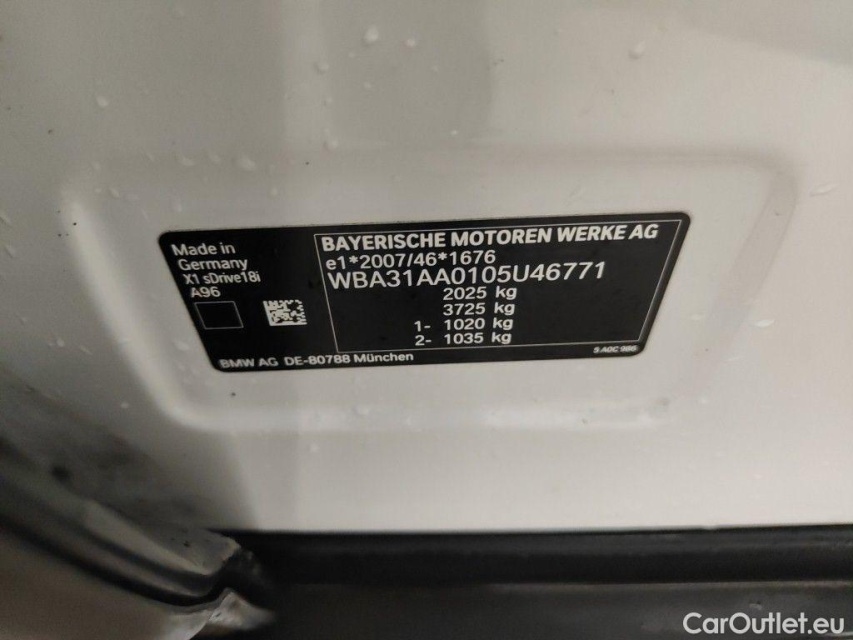 Made in
Germany
X1 sDrive18i
A96
BAYERISCHE MOTOREN WERKE AG
e1*2007/46*1676
WBA31AA0105U46771
2025 kg
3725 kg
1- 1020 kg
2- 1035 kg
BMW AG DE-80788 München
CarOutlet.eu